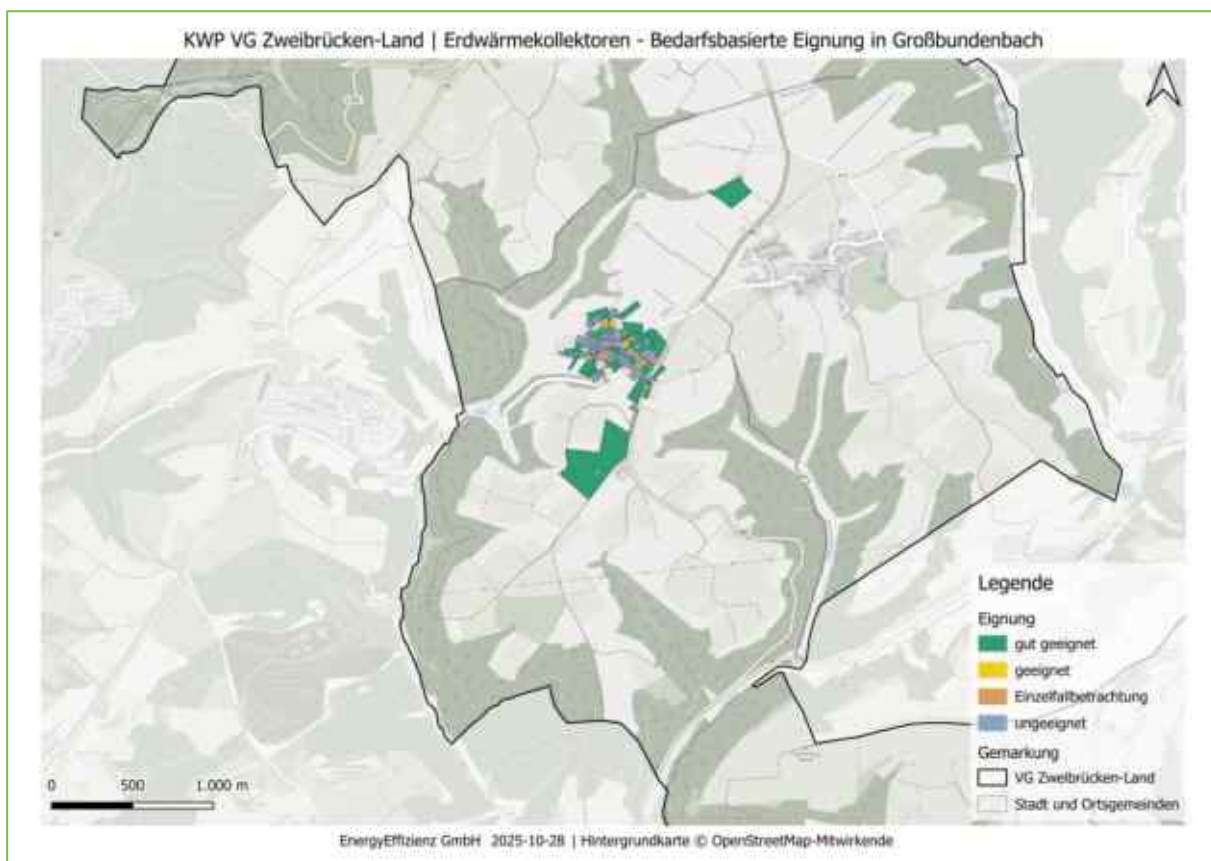 KWP VG Zweibrücken-Land | Erdwärmekollektoren - Bedarfsbasierte Eignung in Großbundenbach
Legende
Eignung
gut geeignet
geeignet
Einzelfallbetrachtung
ungeeignet
Gemarkung
VG Zweibrücken-Land
Stadt und Ortsgemeinden
0 500 1.000 m
EnergyEffizienz GmbH 2025-10-28 | Hintergrundkarte © OpenStreetMap-Mitwirkende